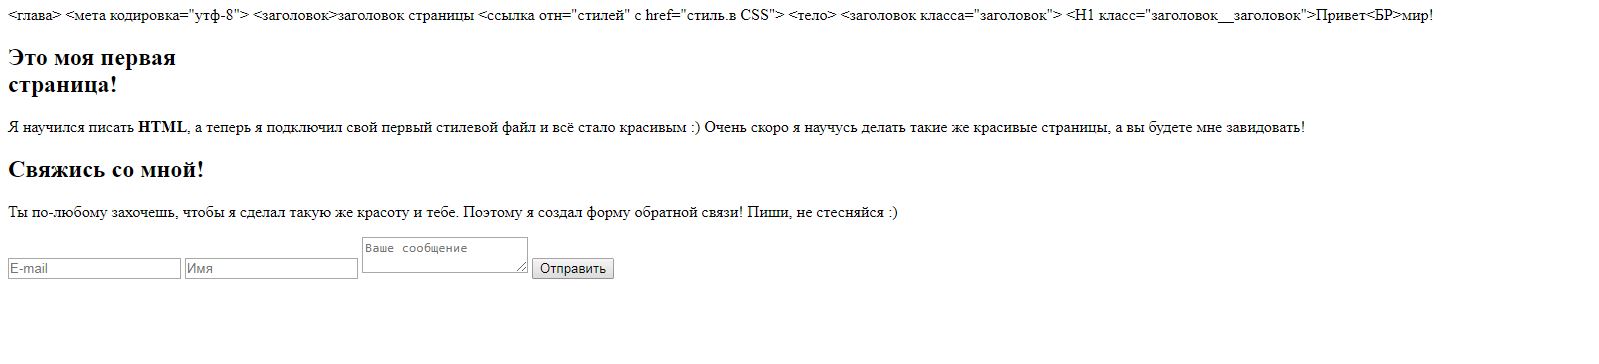 <глава> <мета кодировка="утф-8"> <заголовок>заголовок страницы <ссылка отн="стилей" с href="стиль.в CSS"> <тело> <заголовок класса="заголовок"> <Н1 класс="заголовок__заголовок">Привет<БР>мир!
Это моя первая
страница!
Я научился писать HTML, а теперь я подключил свой первый стилевой файл и всё стало красивым :) Очень скоро я научусь делать такие же красивые страницы, а вы будете мне завидовать!
Свяжись со мной!
Ты по-любому захочешь, чтобы я сделал такую же красоту и тебе. Поэтому я создал форму обратной связи! Пиши, не стесняйся :)
E-mail Имя Ваше сообщение Отправить